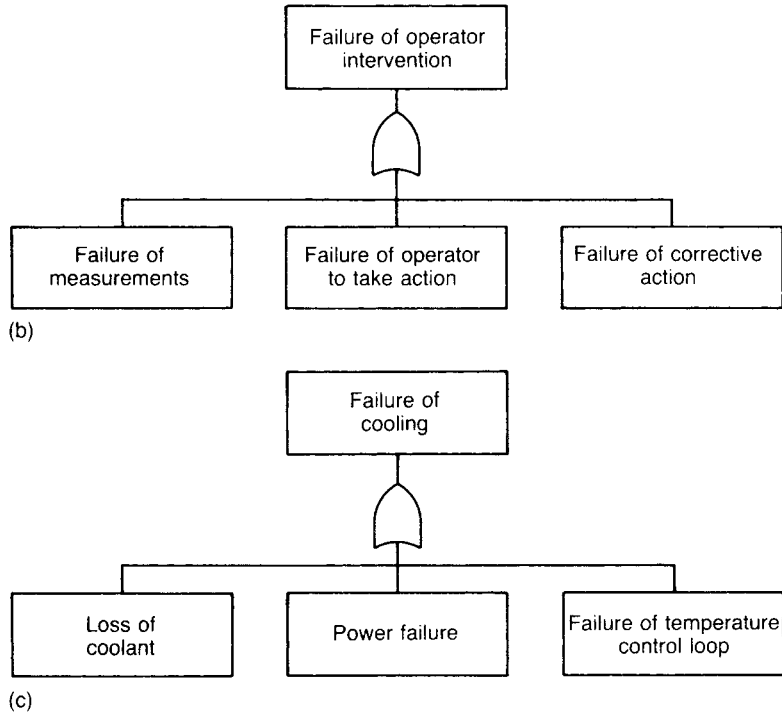 Failure of operator
intervention
Failure of
measurements
Failure of operator
to take action
Failure of corrective
action
(b)
Failure of
cooling
Loss of
coolant
Power failure
Failure of temperature
control loop
(c)